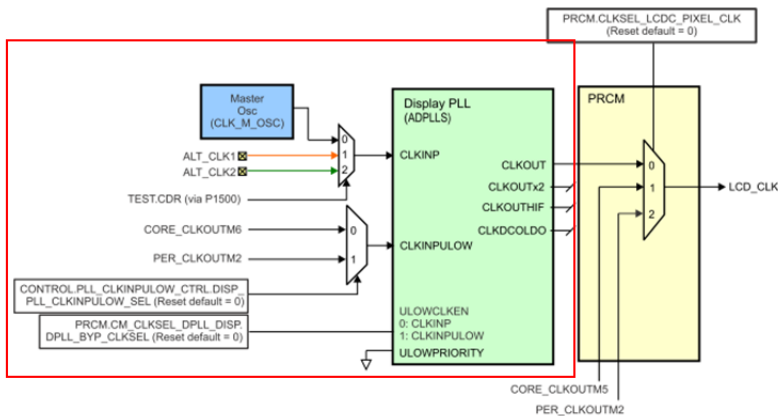 PRCM.CLKSEL_LCDC_PIXEL_CLK
(Reset default = 0)
Master
Osc
(CLK_M_OSC)
Display PLL
(ADPLLS)
PRCM
0
ALT_CLK1
1
CLKINP
CLKOUT
0
ALT_CLK2
2
CLKOUTx2
1
LCD_CLK
TEST.CDR (via P1500)
CLKOUTHIF
2
CORE_CLKOUTM6
0
CLKDCOLDO
CLKINPULOW
PER_CLKOUTM2
1
CONTROL.PLL_CLKINPULOW_CTRL.DISP_
PLL_CLKINPULOW_SEL (Reset default = 0)
ULOWCLKEN
0: CLKINP
1: CLKINPULOW
PRCM.CM_CLKSEL_DPLL_DISP.
DPLL_BYP_CLKSEL (Reset default = 0)
ULOWPRIORITY
CORE_CLKOUTM5
PER_CLKOUTM2